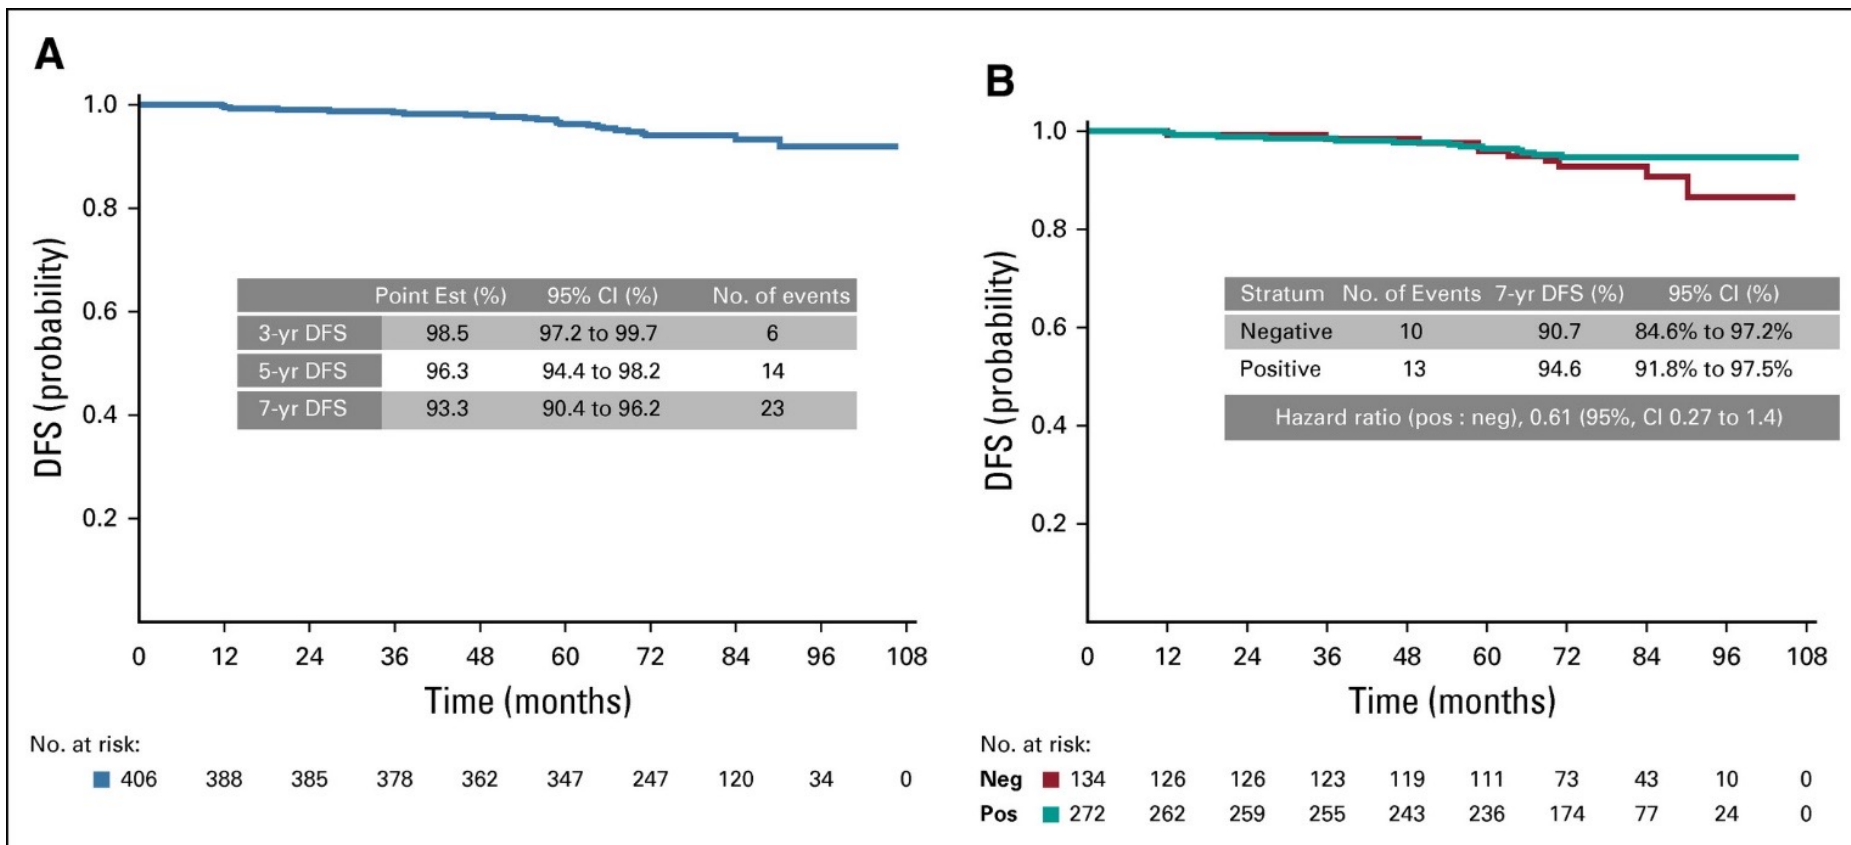 A
DFS (probability)
1.0
0.8
0.6
0.4
0.2
Point Est (%) 95% CI (%) No. of events
3-yr DFS 98.5 97.2 to 99.7 6
5-yr DFS 96.3 94.4 to 98.2 14
7-yr DFS 93.3 90.4 to 96.2 23
0 12 24 36 48 60 72 84 96 108
Time (months)
No. at risk:
406 388 385 378 362 347 247 120 34 0
B
DFS (probability)
1.0
0.8
0.6
0.4
0.2
Stratum No. of Events 7-yr DFS (%) 95% CI (%)
Negative 10 90.7 84.6% to 97.2%
Positive 13 94.6 91.8% to 97.5%
Hazard ratio (pos : neg), 0.61 (95%, CI 0.27 to 1.4)
0 12 24 36 48 60 72 84 96 108
Time (months)
No. at risk:
Neg 134 126 126 123 119 111 73 43 10 0
Pos 272 262 259 255 243 236 174 77 24 0